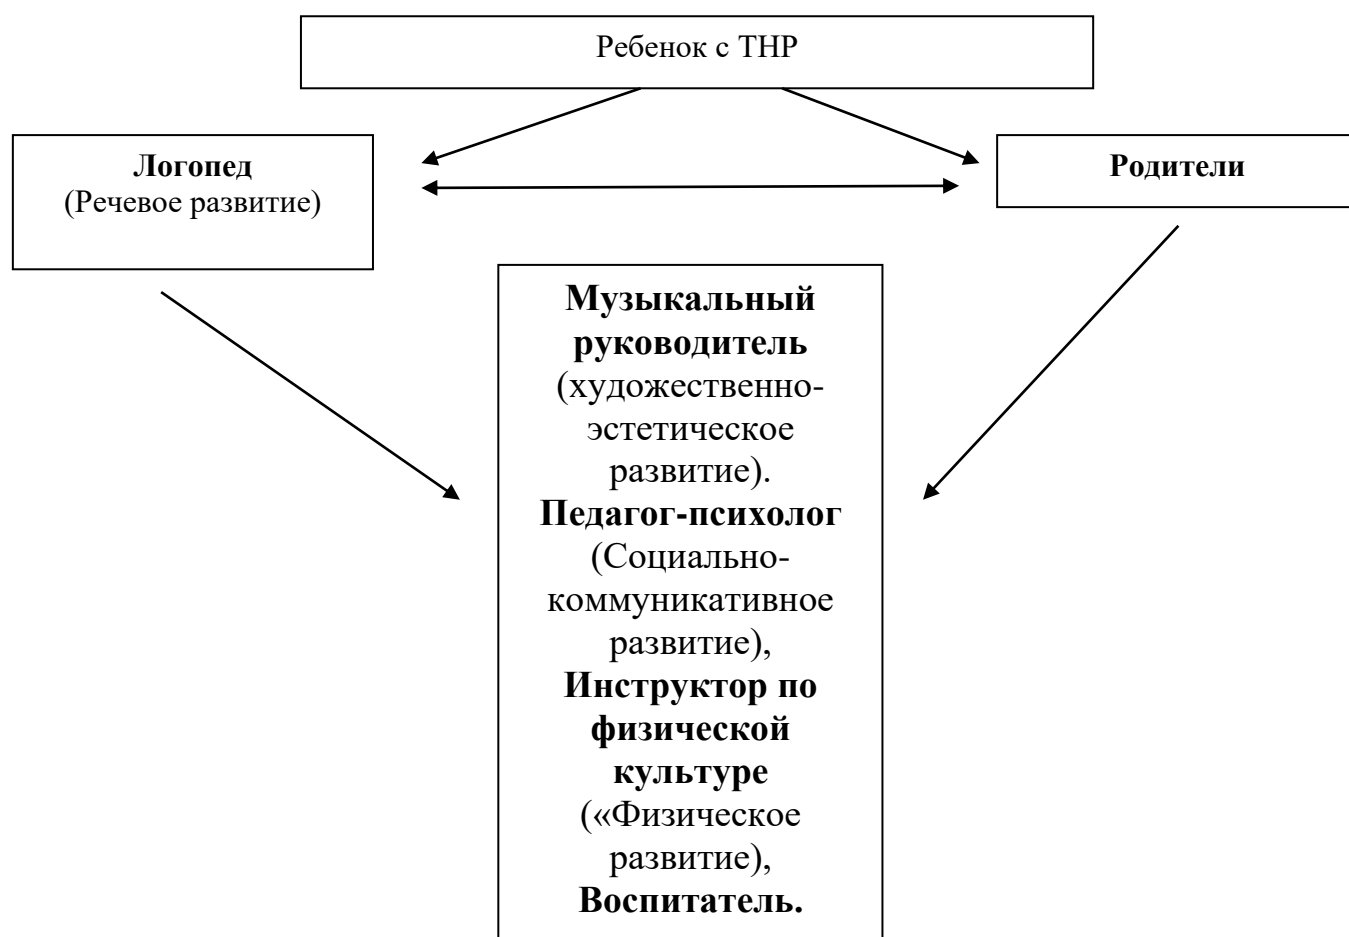 Ребенок с ТНР
Логопед
(Речевое развитие)
Родители
Музыкальный
руководитель
(художественно-
эстетическое
развитие).
Педагог-психолог
(Социально-
коммуникативное
развитие),
Инструктор по
физической
культуре
(«Физическое
развитие),
Воспитатель.